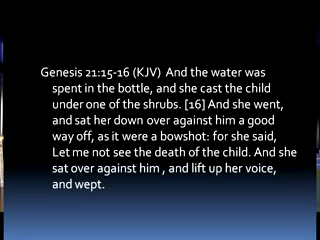 Genesis 21:15-16 (KJV)  And the water was
spent in the bottle, and she cast the child
under one of the shrubs. [16] And she went,
and sat her down over against him a good
way off, as it were a bowshot: for she said,
Let me not see the death of the child. And she
sat over against him , and lift up her voice,
and wept.